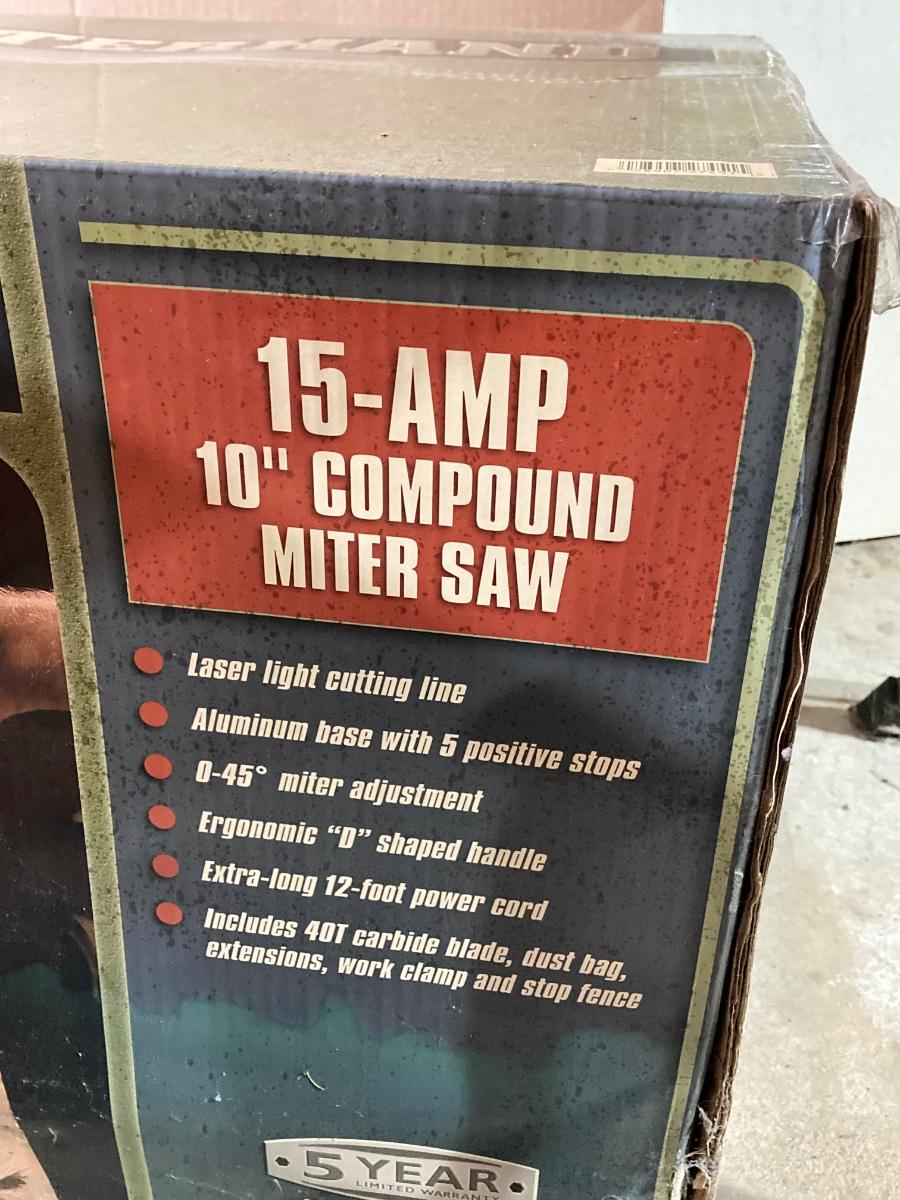 15-AMP
10" COMPOUND
MITER SAW
Laser light cutting line
Aluminum base with 5 positive stops
0-45° miter adjustment
Ergonomic “D” shaped handle
Extra-long 12-foot power cord
Includes 40T carbide blade, dust bag,
extensions, work clamp and stop fence
5 YEAR
LIMITED WARRANTY